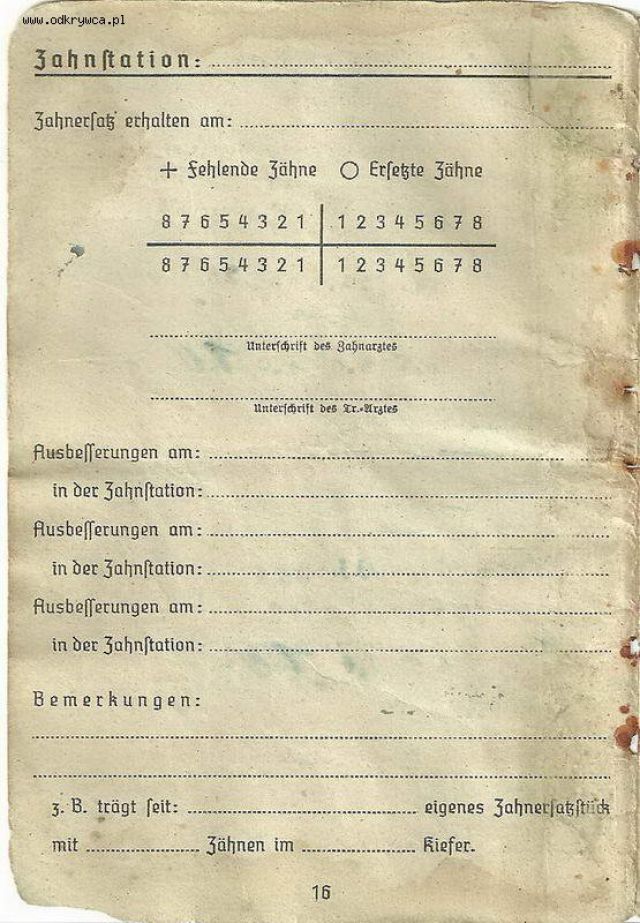 www.odkrywca.pl
Zahnſtation:
Zahnerſatz erhalten am:
+ Fehlende Zähne ○ Erſetzte Zähne
8 7 6 5 4 3 2 1 | 1 2 3 4 5 6 7 8
8 7 6 5 4 3 2 1 | 1 2 3 4 5 6 7 8
Unterſchrift des Zahnarztes
Unterſchrift des Tr.-Arztes
Ausbeſſerungen am:
in der Zahnſtation:
Ausbeſſerungen am:
in der Zahnſtation:
Ausbeſſerungen am:
in der Zahnſtation:
Bemerkungen:
z. B. trägt ſeit: eigenes Zahnerſatzſtück
mit Zähnen im Kiefer.
16